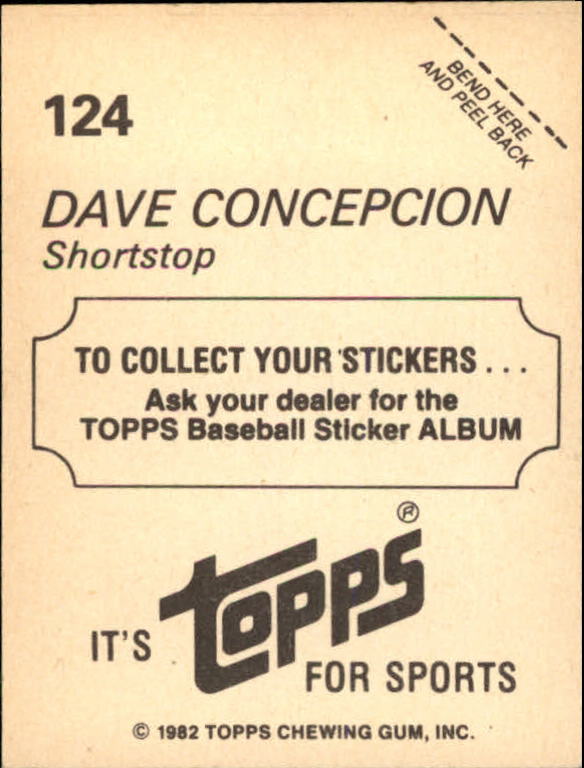 124
BEND HERE
AND PEEL BACK
DAVE CONCEPCION
Shortstop
TO COLLECT YOUR STICKERS . . .
Ask your dealer for the
TOPPS Baseball Sticker ALBUM
IT'S topps®
FOR SPORTS
© 1982 TOPPS CHEWING GUM, INC.